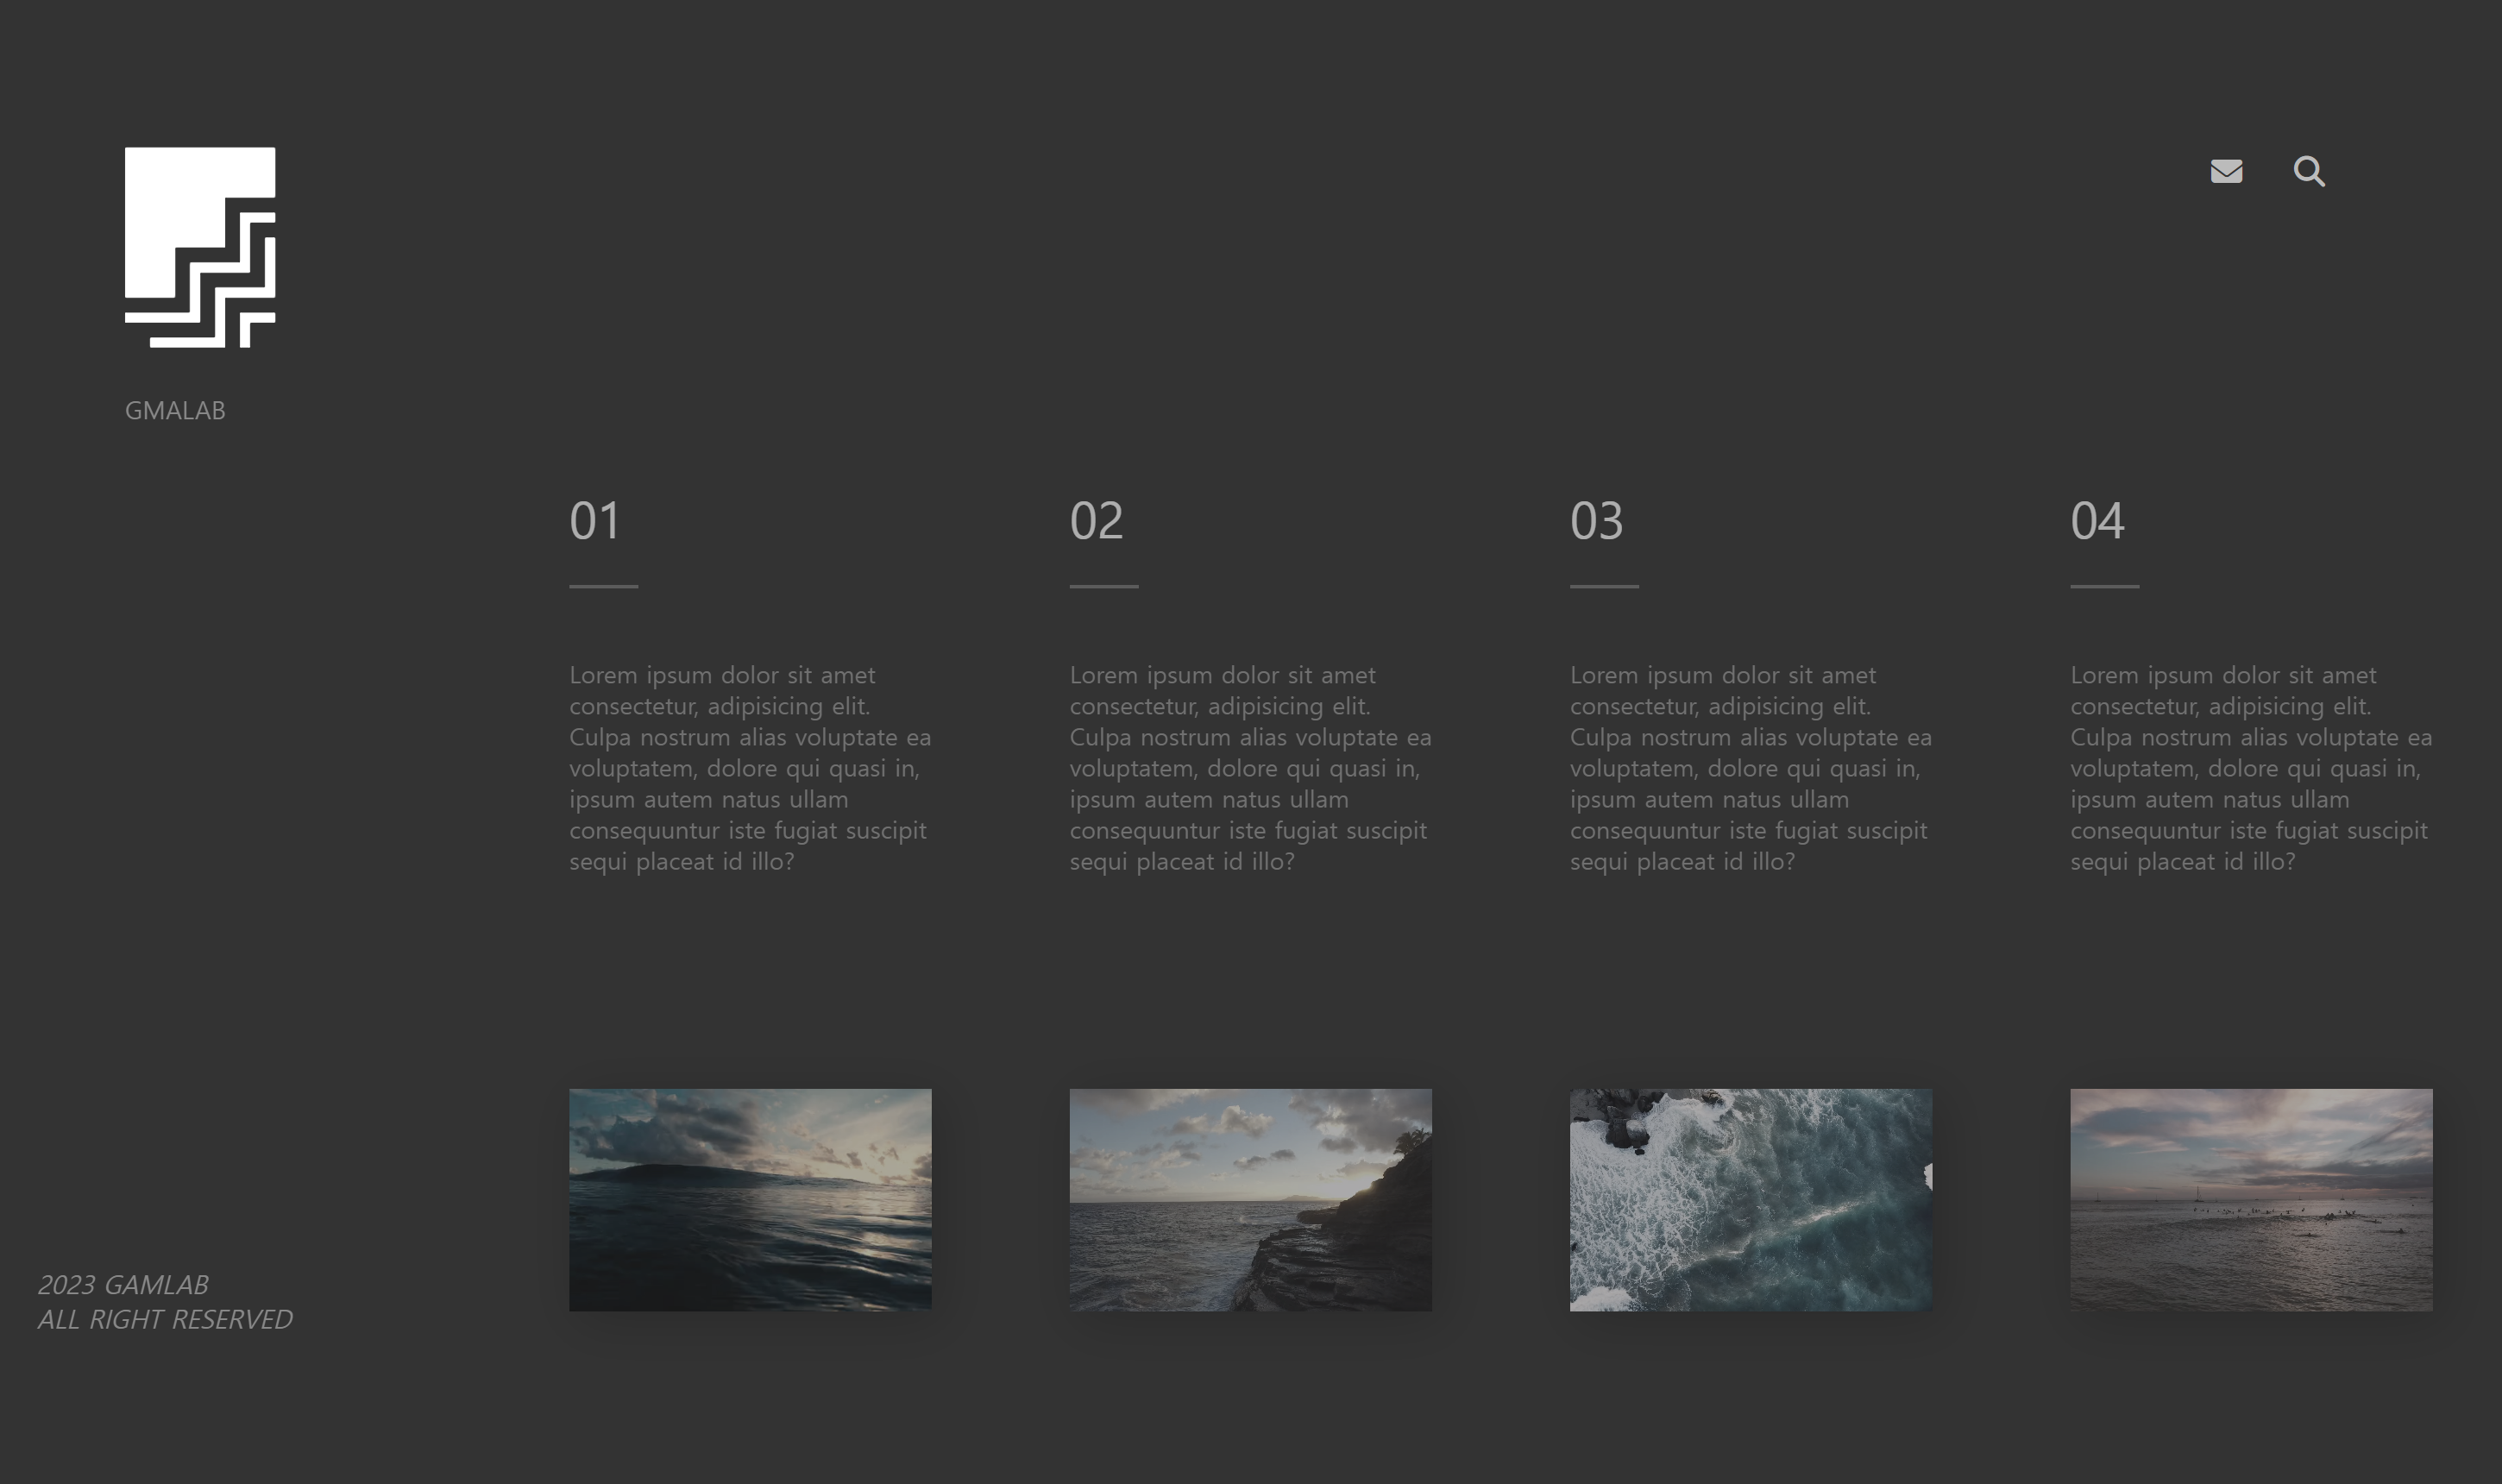 GMALAB
01
Lorem ipsum dolor sit amet
consectetur, adipisicing elit.
Culpa nostrum alias voluptate ea
voluptatem, dolore qui quasi in,
ipsum autem natus ullam
consequuntur iste fugiat suscipit
sequi placeat id illo?
02
Lorem ipsum dolor sit amet
consectetur, adipisicing elit.
Culpa nostrum alias voluptate ea
voluptatem, dolore qui quasi in,
ipsum autem natus ullam
consequuntur iste fugiat suscipit
sequi placeat id illo?
03
Lorem ipsum dolor sit amet
consectetur, adipisicing elit.
Culpa nostrum alias voluptate ea
voluptatem, dolore qui quasi in,
ipsum autem natus ullam
consequuntur iste fugiat suscipit
sequi placeat id illo?
04
Lorem ipsum dolor sit amet
consectetur, adipisicing elit.
Culpa nostrum alias voluptate ea
voluptatem, dolore qui quasi in,
ipsum autem natus ullam
consequuntur iste fugiat suscipit
sequi placeat id illo?
2023 GAMLAB
ALL RIGHT RESERVED